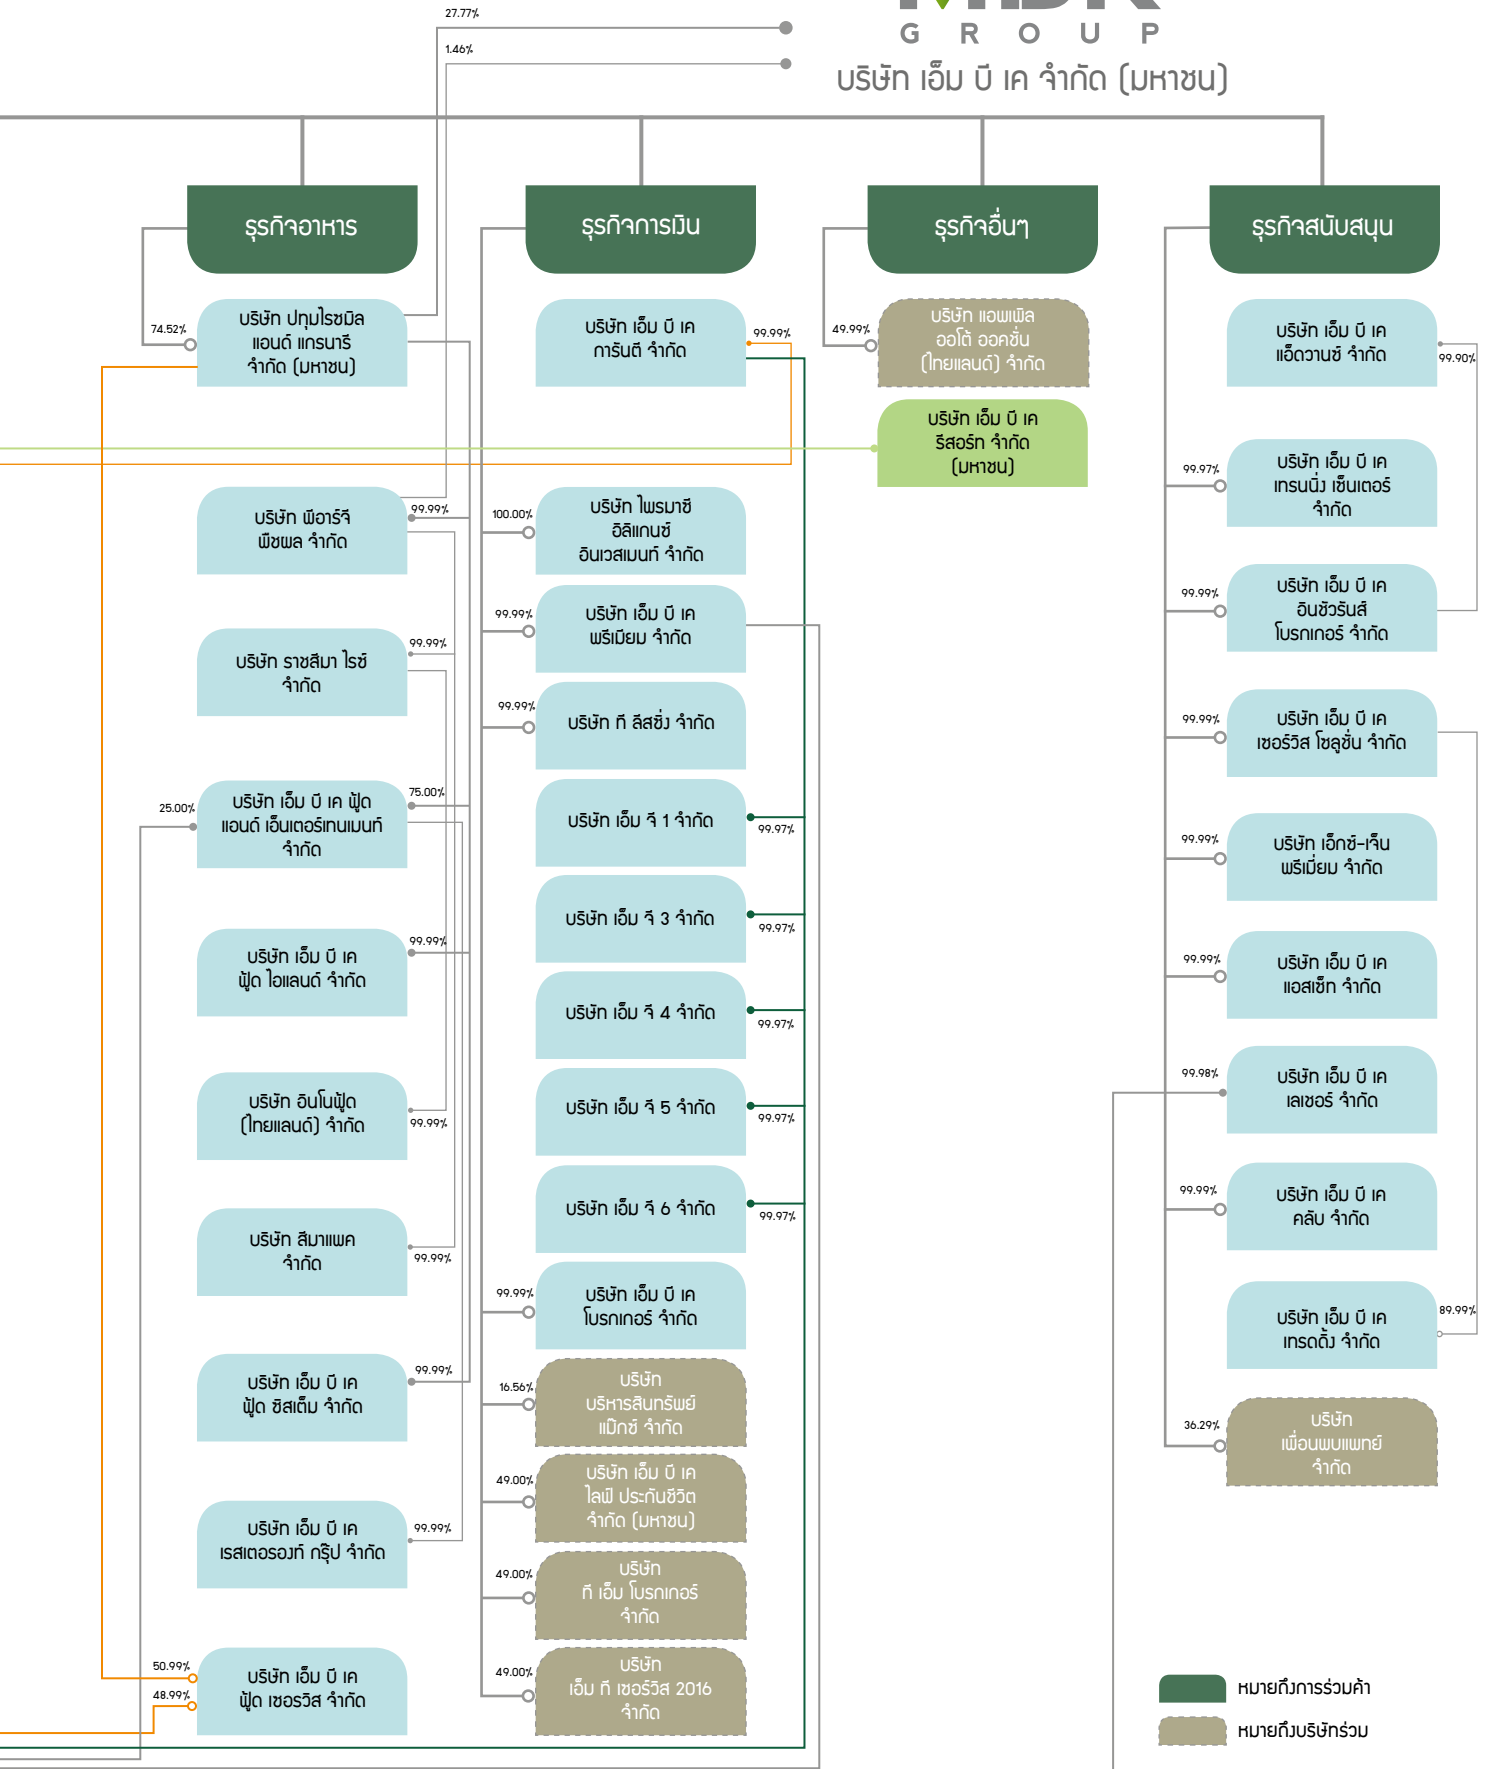 27.77%
1.46%
GROUP
บริษัท เอ็ม บี เค จำกัด (มหาชน)
ธุรกิจอาหาร
74.52%
บริษัท ปทุมไรซมิล
แอนด์ แกรนารี
จำกัด (มหาชน)
บริษัท พีอาร์จี
พืชผล จำกัด
99.99%
บริษัท ราชสีมา ไรซ์
จำกัด
99.99%
25.00%
บริษัท เอ็ม บี เค ฟู้ด
แอนด์ เอ็นเตอร์เทนเมนท์
จำกัด
75.00%
บริษัท เอ็ม บี เค
ฟู้ด ไอแลนด์ จำกัด
99.99%
บริษัท อินโนฟู้ด
(ไทยแลนด์) จำกัด
99.99%
บริษัท สีมาแพค
จำกัด
99.99%
บริษัท เอ็ม บี เค
ฟู้ด ซิสเต็ม จำกัด
99.99%
บริษัท เอ็ม บี เค
เรสเตอรองท์ กรุ๊ป จำกัด
99.99%
50.99%
48.99%
บริษัท เอ็ม บี เค
ฟู้ด เซอรวิส จำกัด
ธุรกิจการเงิน
บริษัท เอ็ม บี เค
การันตี จำกัด
99.99%
100.00%
บริษัท ไพรมาซี
อิลิแกนซ์
อินเวสเมนท์ จำกัด
99.99%
บริษัท เอ็ม บี เค
พรีเมียม จำกัด
99.99%
บริษัท ที ลีสซิ่ง จำกัด
บริษัท เอ็ม จี 1 จำกัด
99.97%
บริษัท เอ็ม จี 3 จำกัด
99.97%
บริษัท เอ็ม จี 4 จำกัด
99.97%
บริษัท เอ็ม จี 5 จำกัด
99.97%
บริษัท เอ็ม จี 6 จำกัด
99.97%
99.99%
บริษัท เอ็ม บี เค
โบรกเกอร์ จำกัด
16.56%
บริษัท
บริหารสินทรัพย์
แม๊กซ์ จำกัด
49.00%
บริษัท เอ็ม บี เค
ไลฟ์ ประกันชีวิต
จำกัด (มหาชน)
49.00%
บริษัท
ที เอ็ม โบรกเกอร์
จำกัด
49.00%
บริษัท
เอ็ม ที เซอร์วิส 2016
จำกัด
ธุรกิจอื่นๆ
49.99%
บริษัท แอพเพิล
ออโต้ ออคชั่น
(ไทยแลนด์) จำกัด
บริษัท เอ็ม บี เค
รีสอร์ท จำกัด
(มหาชน)
ธุรกิจสนับสนุน
บริษัท เอ็ม บี เค
แอ็ดวานซ์ จำกัด
99.90%
99.97%
บริษัท เอ็ม บี เค
เทรนนิ่ง เซ็นเตอร์
จำกัด
99.99%
บริษัท เอ็ม บี เค
อินชัวรันส์
โบรกเกอร์ จำกัด
99.99%
บริษัท เอ็ม บี เค
เซอร์วิส โซลูชั่น จำกัด
99.99%
บริษัท เอ็กซ์-เจ็น
พรีเมี่ยม จำกัด
99.99%
บริษัท เอ็ม บี เค
แอสเซ็ท จำกัด
99.98%
บริษัท เอ็ม บี เค
เลเซอร์ จำกัด
99.99%
บริษัท เอ็ม บี เค
คลับ จำกัด
บริษัท เอ็ม บี เค
เทรดดิ้ง จำกัด
89.99%
36.29%
บริษัท
เพื่อนพบแพทย์
จำกัด
หมายถึงการร่วมค้า
หมายถึงบริษัทร่วม